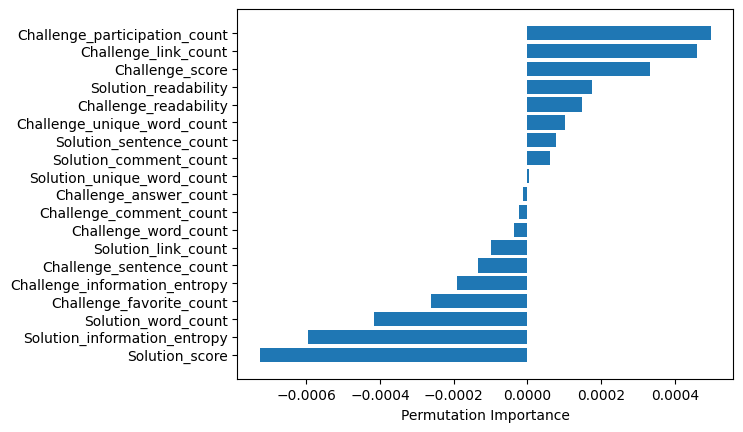 Challenge_participation_count
Challenge_link_count
Challenge_score
Solution_readability
Challenge_readability
Challenge_unique_word_count
Solution_sentence_count
Solution_comment_count
Solution_unique_word_count
Challenge_answer_count
Challenge_comment_count
Challenge_word_count
Solution_link_count
Challenge_sentence_count
Challenge_information_entropy
Challenge_favorite_count
Solution_word_count
Solution_information_entropy
Solution_score
−0.0006 −0.0004 −0.0002 0.0000 0.0002 0.0004
Permutation Importance